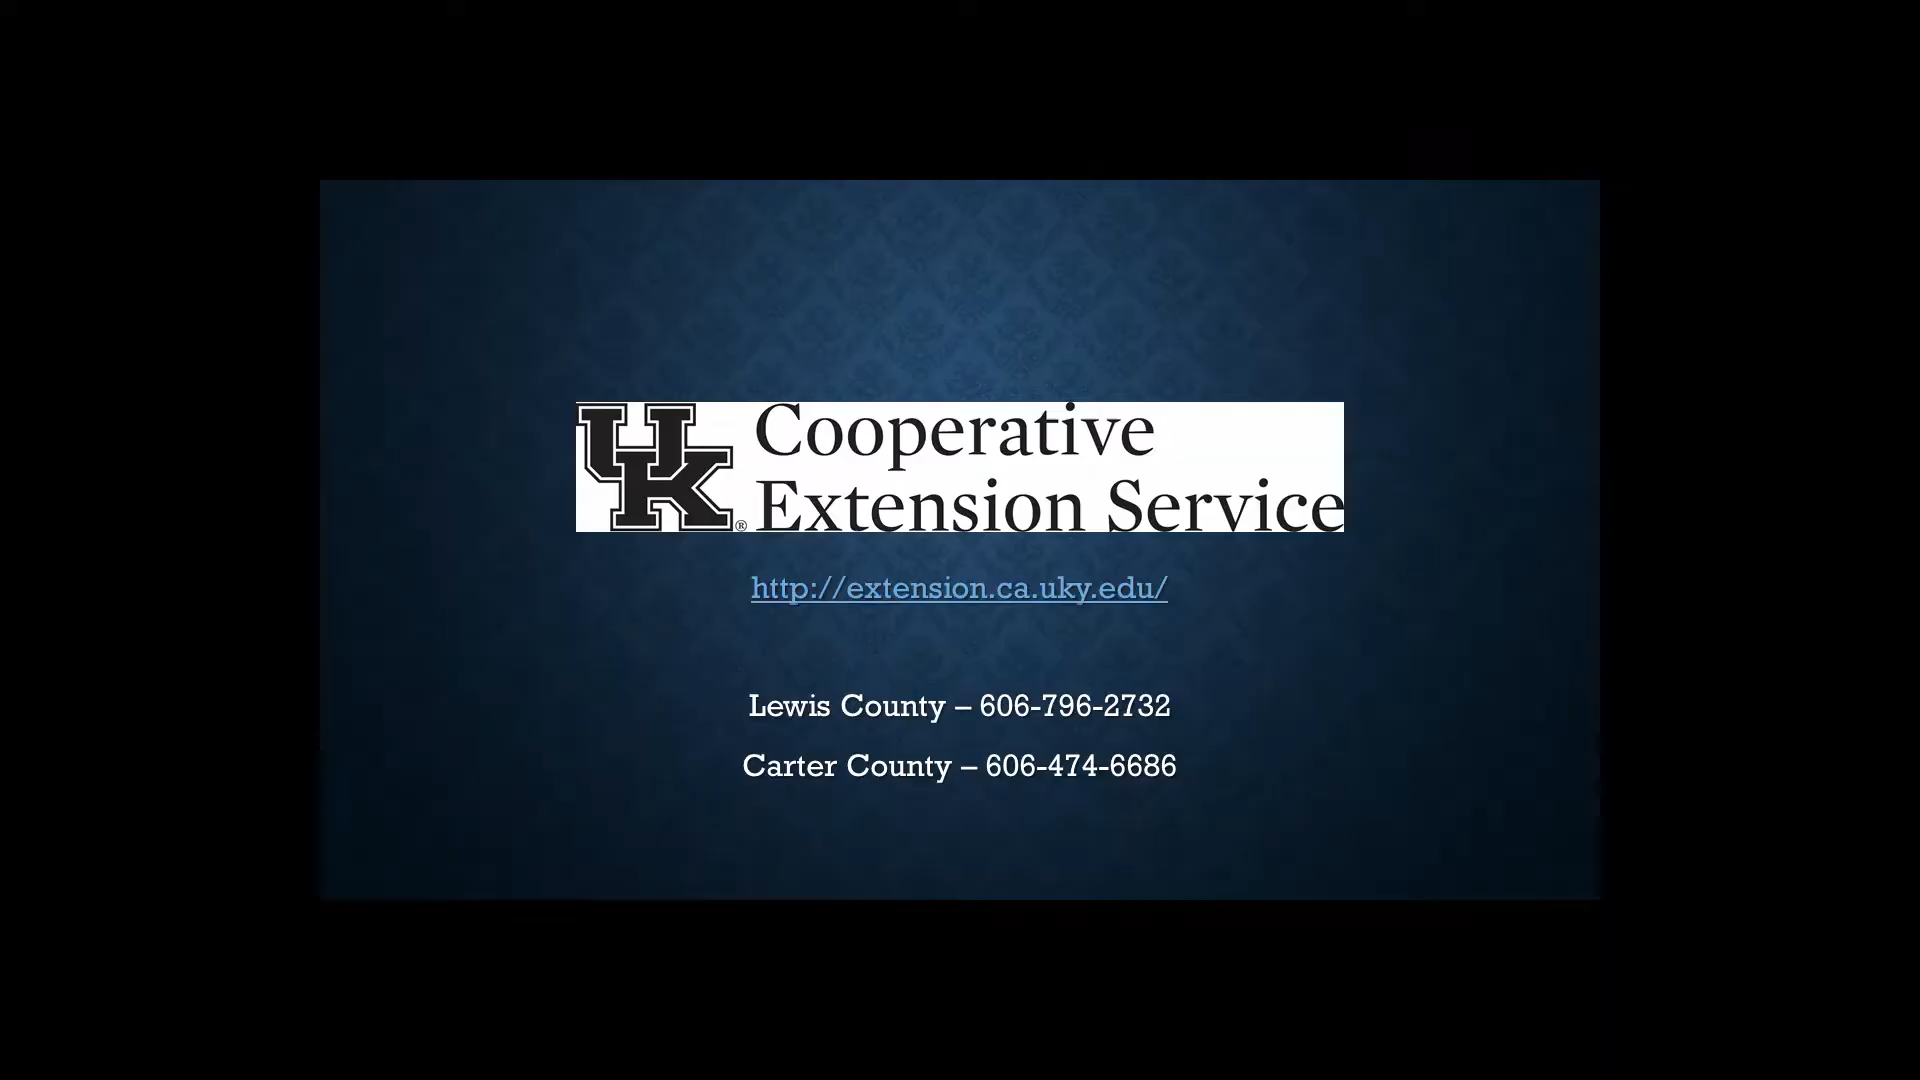 UK® Cooperative
Extension Service
http://extension.ca.uky.edu/
Lewis County – 606-796-2732
Carter County – 606-474-6686